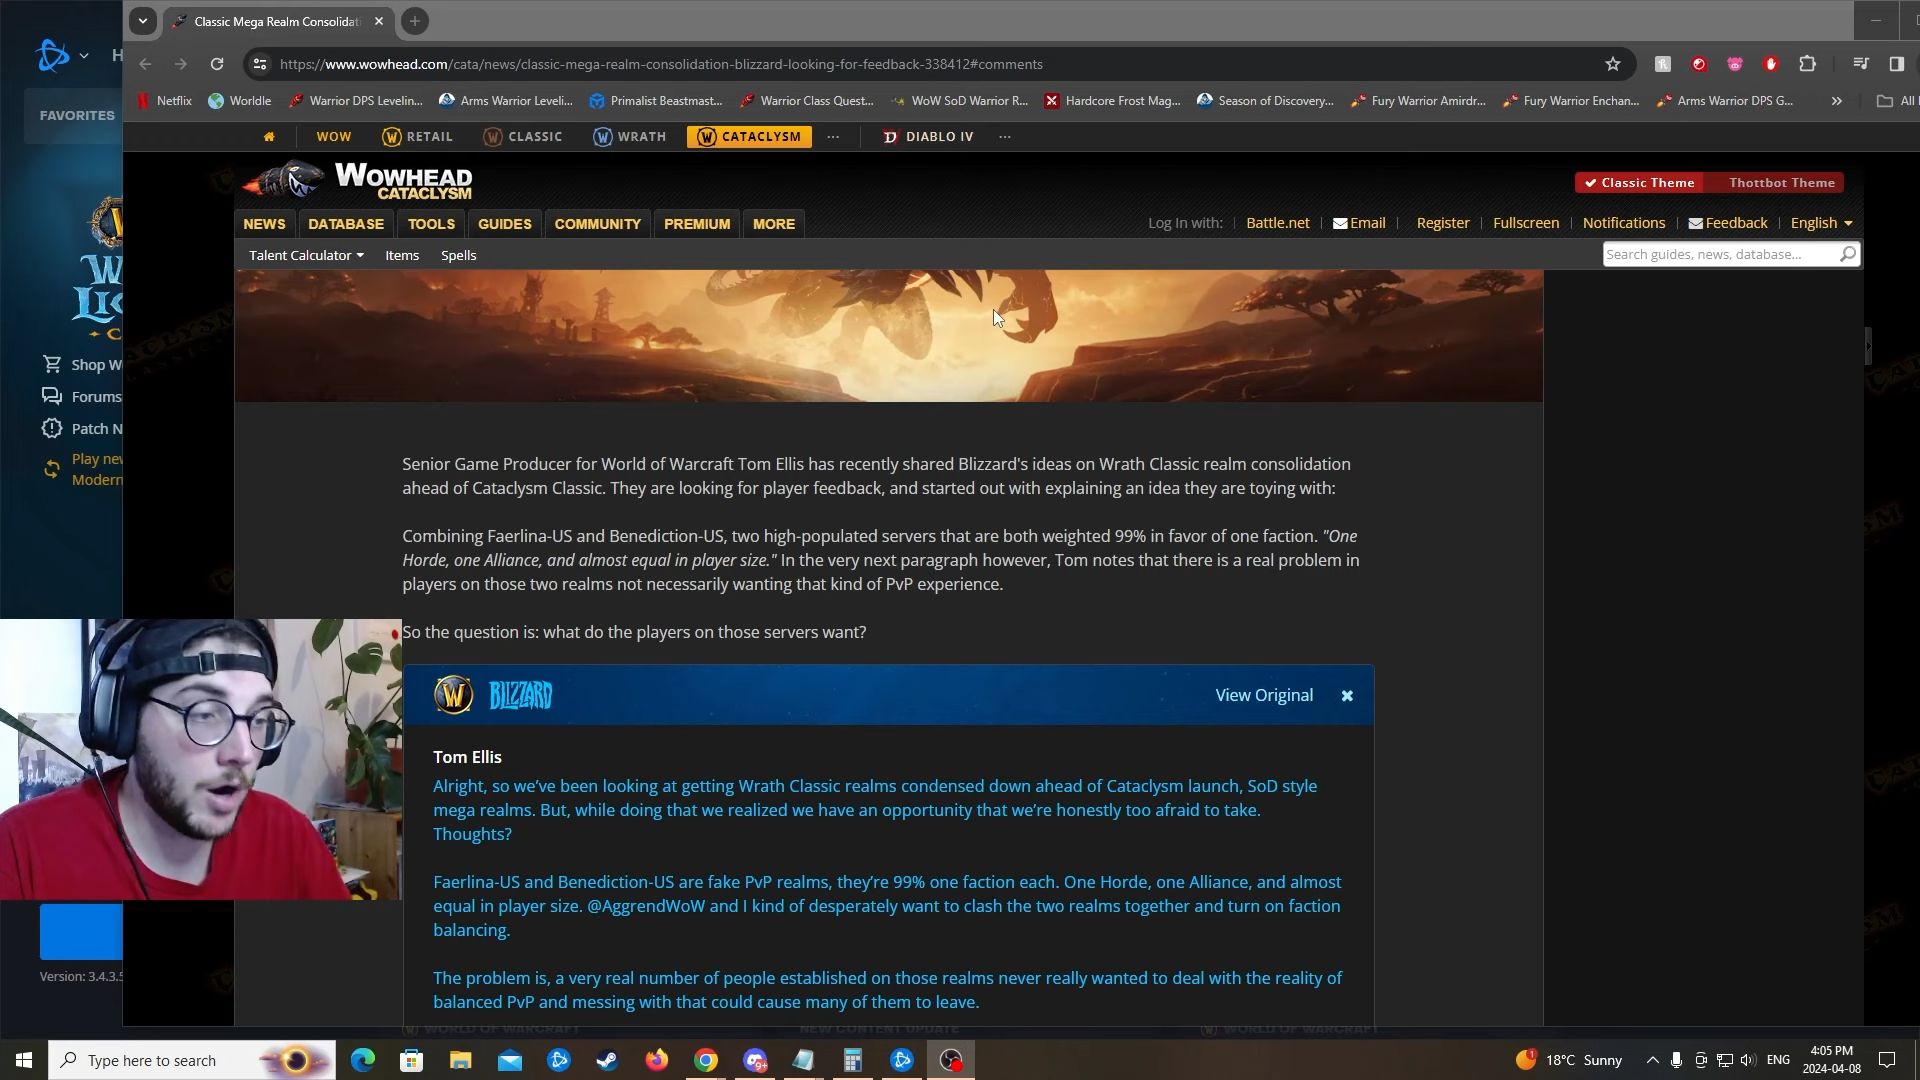 Classic Mega Realm Consolidati
https://www.wowhead.com/cata/news/classic-mega-realm-consolidation-blizzard-looking-for-feedback-338412#comments
Netflix
Worldle
Warrior DPS Levelin...
Arms Warrior Leveli...
Primalist Beastmast...
Warrior Class Quest...
WoW SoD Warrior R...
Hardcore Frost Mag...
Season of Discovery...
Fury Warrior Amirdr...
Fury Warrior Enchan...
Arms Warrior DPS G...
All
FAVORITES
WOW
RETAIL
CLASSIC
WRATH
CATACLYSM
DIABLO IV
WOWHEAD
CATACLYSM
Classic Theme
Thottbot Theme
NEWS
DATABASE
TOOLS
GUIDES
COMMUNITY
PREMIUM
MORE
Log In with:
Battle.net
Email
Register
Fullscreen
Notifications
Feedback
English
Talent Calculator
Items
Spells
Search guides, news, database...
Shop W
Forums
Patch N
Play nev
Modern
Senior Game Producer for World of Warcraft Tom Ellis has recently shared Blizzard's ideas on Wrath Classic realm consolidation
ahead of Cataclysm Classic. They are looking for player feedback, and started out with explaining an idea they are toying with:
Combining Faerlina-US and Benediction-US, two high-populated servers that are both weighted 99% in favor of one faction. "One
Horde, one Alliance, and almost equal in player size." In the very next paragraph however, Tom notes that there is a real problem in
players on those two realms not necessarily wanting that kind of PvP experience.
So the question is: what do the players on those servers want?
BLIZZARD
View Original
Tom Ellis
Alright, so we've been looking at getting Wrath Classic realms condensed down ahead of Cataclysm launch, SoD style
mega realms. But, while doing that we realized we have an opportunity that we're honestly too afraid to take.
Thoughts?
Faerlina-US and Benediction-US are fake PvP realms, they're 99% one faction each. One Horde, one Alliance, and almost
equal in player size. @AggrendWoW and I kind of desperately want to clash the two realms together and turn on faction
balancing.
The problem is, a very real number of people established on those realms never really wanted to deal with the reality of
balanced PvP and messing with that could cause many of them to leave.
Version: 3.4.3.5
WORLD OF WARCRAFT
NEW CONTENT UPDATE
WORLD OF WARCRAFT
Type here to search
9+
18°C Sunny
ENG
4:05 PM
2024-04-08